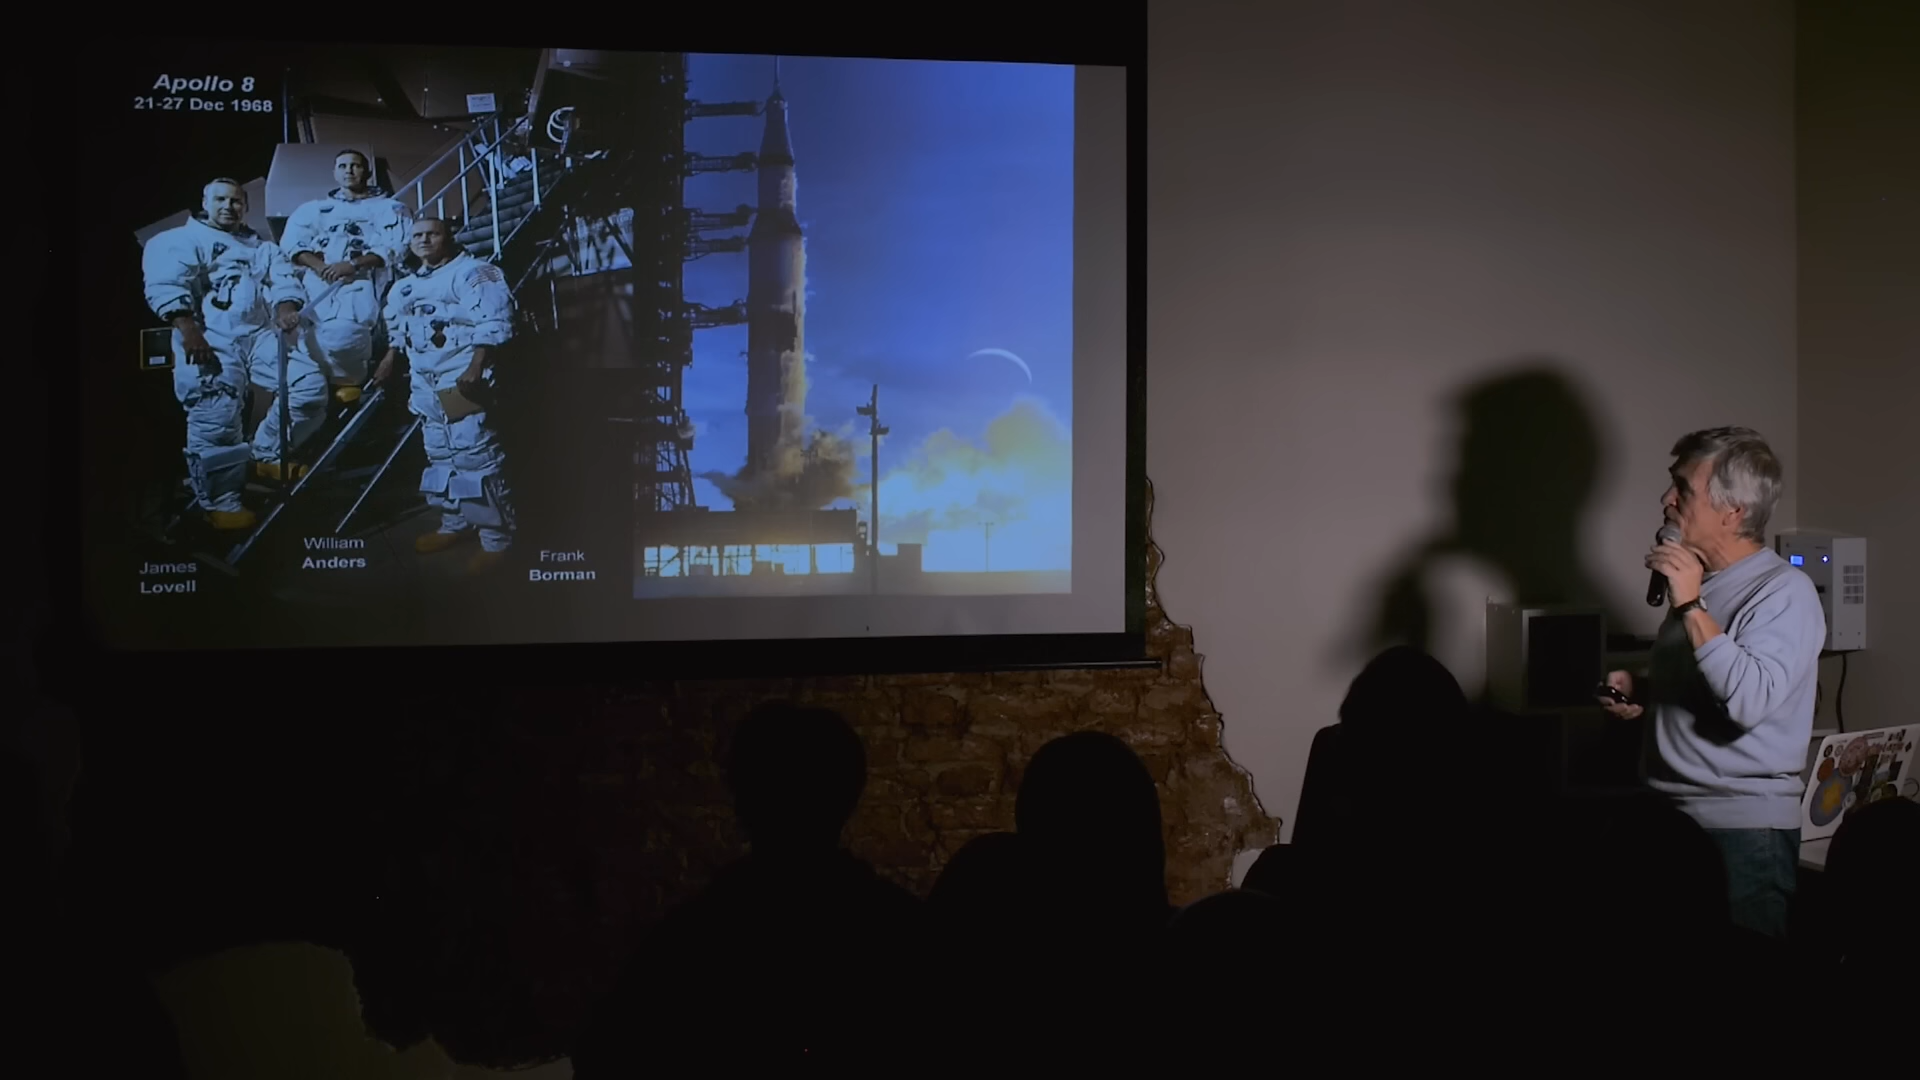 Apollo 8
21-27 Dec 1968
James
Lovell
William
Anders
Frank
Borman